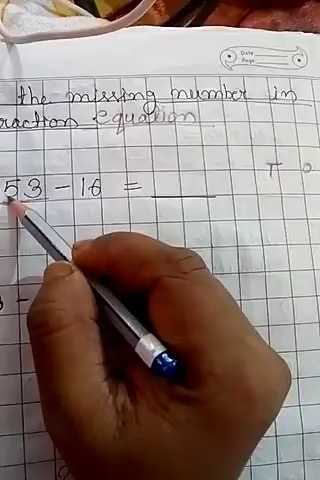 Date
Page
the missing number in
raction equation
T O
53 - 16 = ____